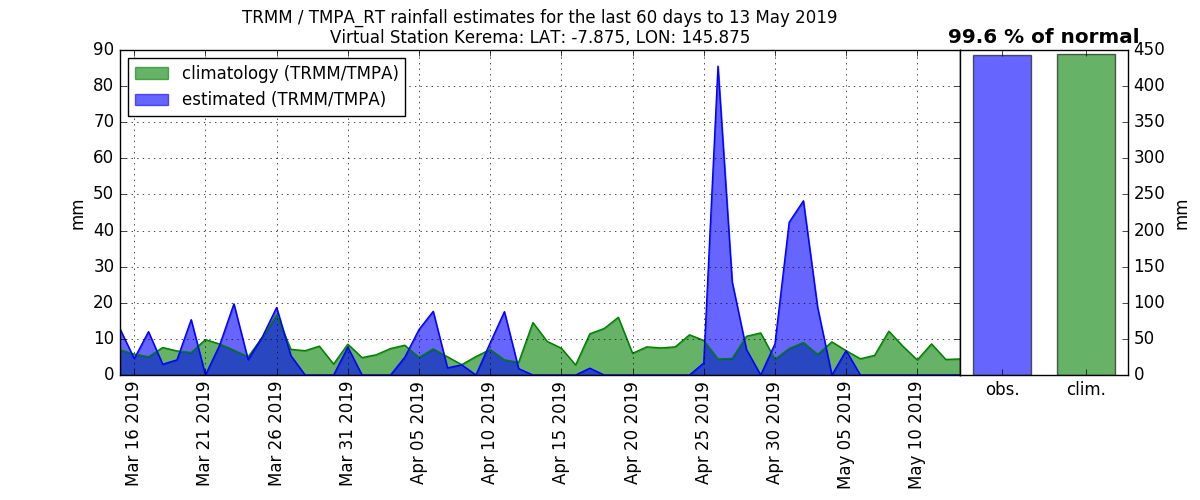 TRMM / TMPA_RT rainfall estimates for the last 60 days to 13 May 2019
Virtual Station Kerema: LAT: -7.875, LON: 145.875
99.6 % of normal
climatology (TRMM/TMPA)
estimated (TRMM/TMPA)
90
80
70
60
50
40
30
20
10
0
mm
450
400
350
300
250
200
150
100
50
0
mm
Mar 16 2019
Mar 21 2019
Mar 26 2019
Mar 31 2019
Apr 05 2019
Apr 10 2019
Apr 15 2019
Apr 20 2019
Apr 25 2019
Apr 30 2019
May 05 2019
May 10 2019
obs.
clim.